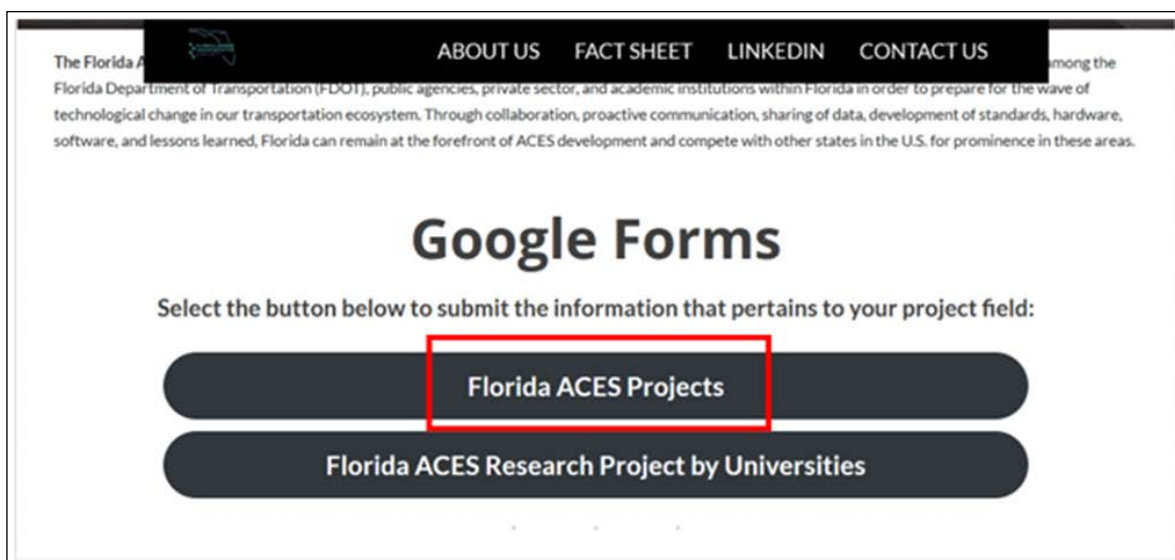 ABOUT US FACT SHEET LINKEDIN CONTACT US
The Florida A among the
Florida Department of Transportation (FDOT), public agencies, private sector, and academic institutions within Florida in order to prepare for the wave of
technological change in our transportation ecosystem. Through collaboration, proactive communication, sharing of data, development of standards, hardware,
software, and lessons learned, Florida can remain at the forefront of ACES development and compete with other states in the U.S. for prominence in these areas.
Google Forms
Select the button below to submit the information that pertains to your project field:
Florida ACES Projects
Florida ACES Research Project by Universities